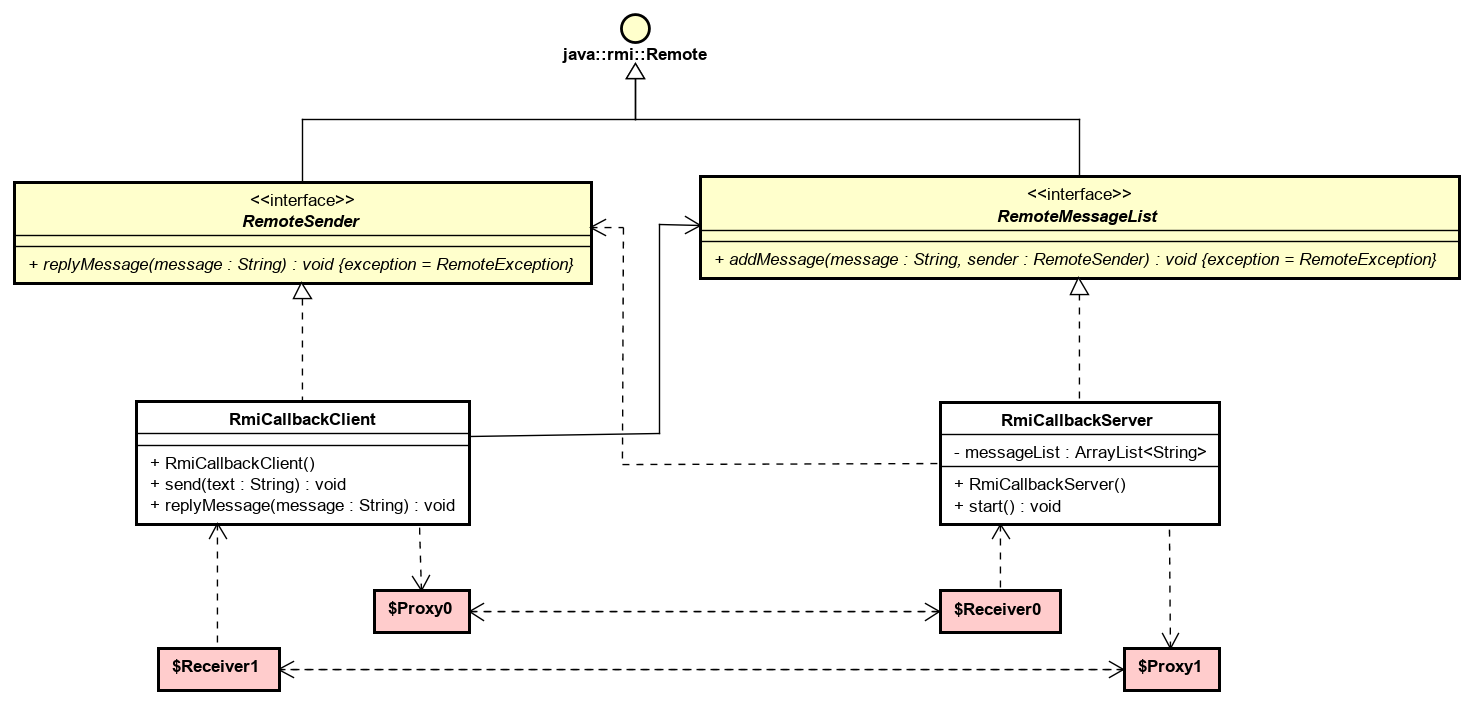 java::rmi::Remote
<<interface>>
RemoteSender
+ replyMessage(message : String) : void {exception = RemoteException}
<<interface>>
RemoteMessageList
+ addMessage(message : String, sender : RemoteSender) : void {exception = RemoteException}
RmiCallbackClient
+ RmiCallbackClient()
+ send(text : String) : void
+ replyMessage(message : String) : void
RmiCallbackServer
- messageList : ArrayList<String>
+ RmiCallbackServer()
+ start() : void
$Proxy0
$Receiver0
$Receiver1
$Proxy1